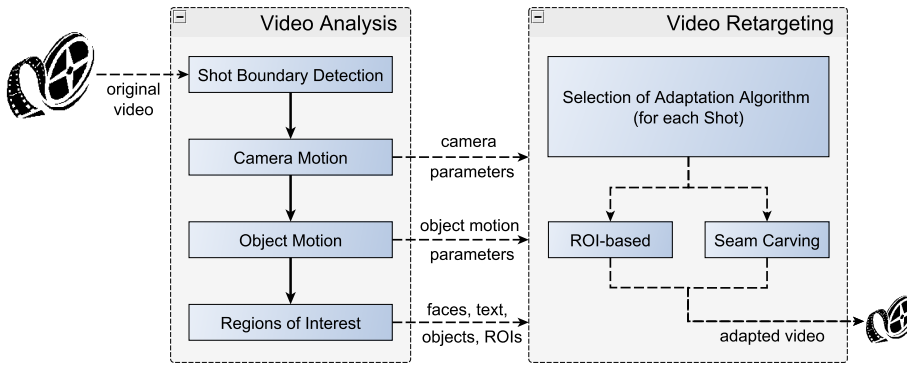 Video Analysis
Video Retargeting
original
video
Shot Boundary Detection
Camera Motion
Object Motion
Regions of Interest
camera
parameters
object motion
parameters
faces, text,
objects, ROIs
Selection of Adaptation Algorithm
(for each Shot)
ROI-based
Seam Carving
adapted video